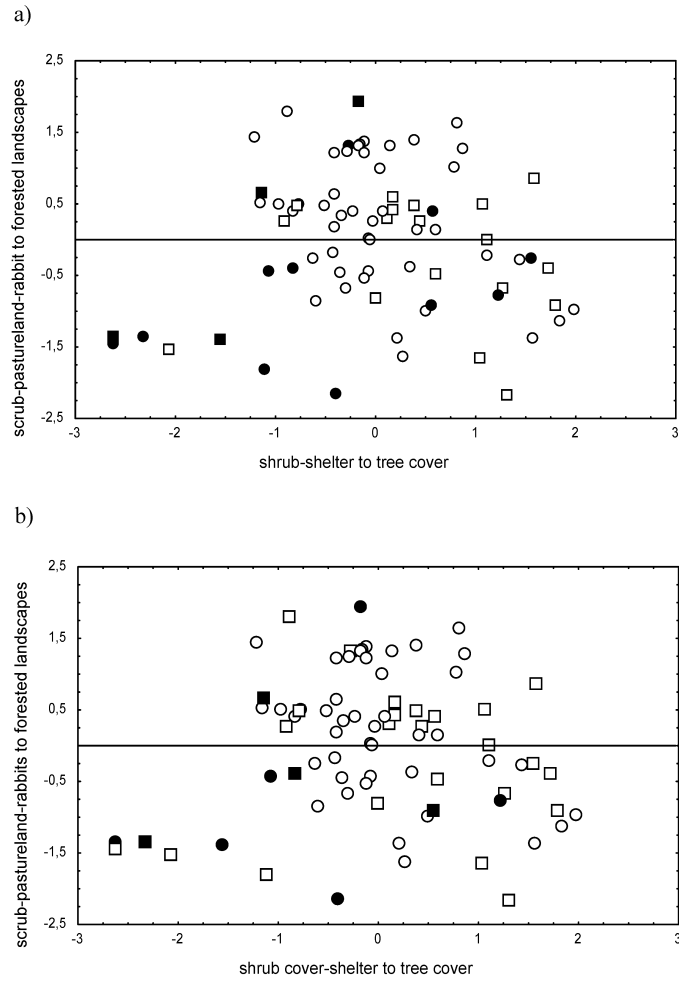 a)
2,5
1,5
0,5
-0,5
-1,5
-2,5
scrub-pastureland-rabbit to forested landscapes
-3 -2 -1 0 1 2 3
shrub-shelter to tree cover
b)
2,5
1,5
0,5
-0,5
-1,5
-2,5
scrub-pastureland-rabbits to forested landscapes
-3 -2 -1 0 1 2 3
shrub cover-shelter to tree cover